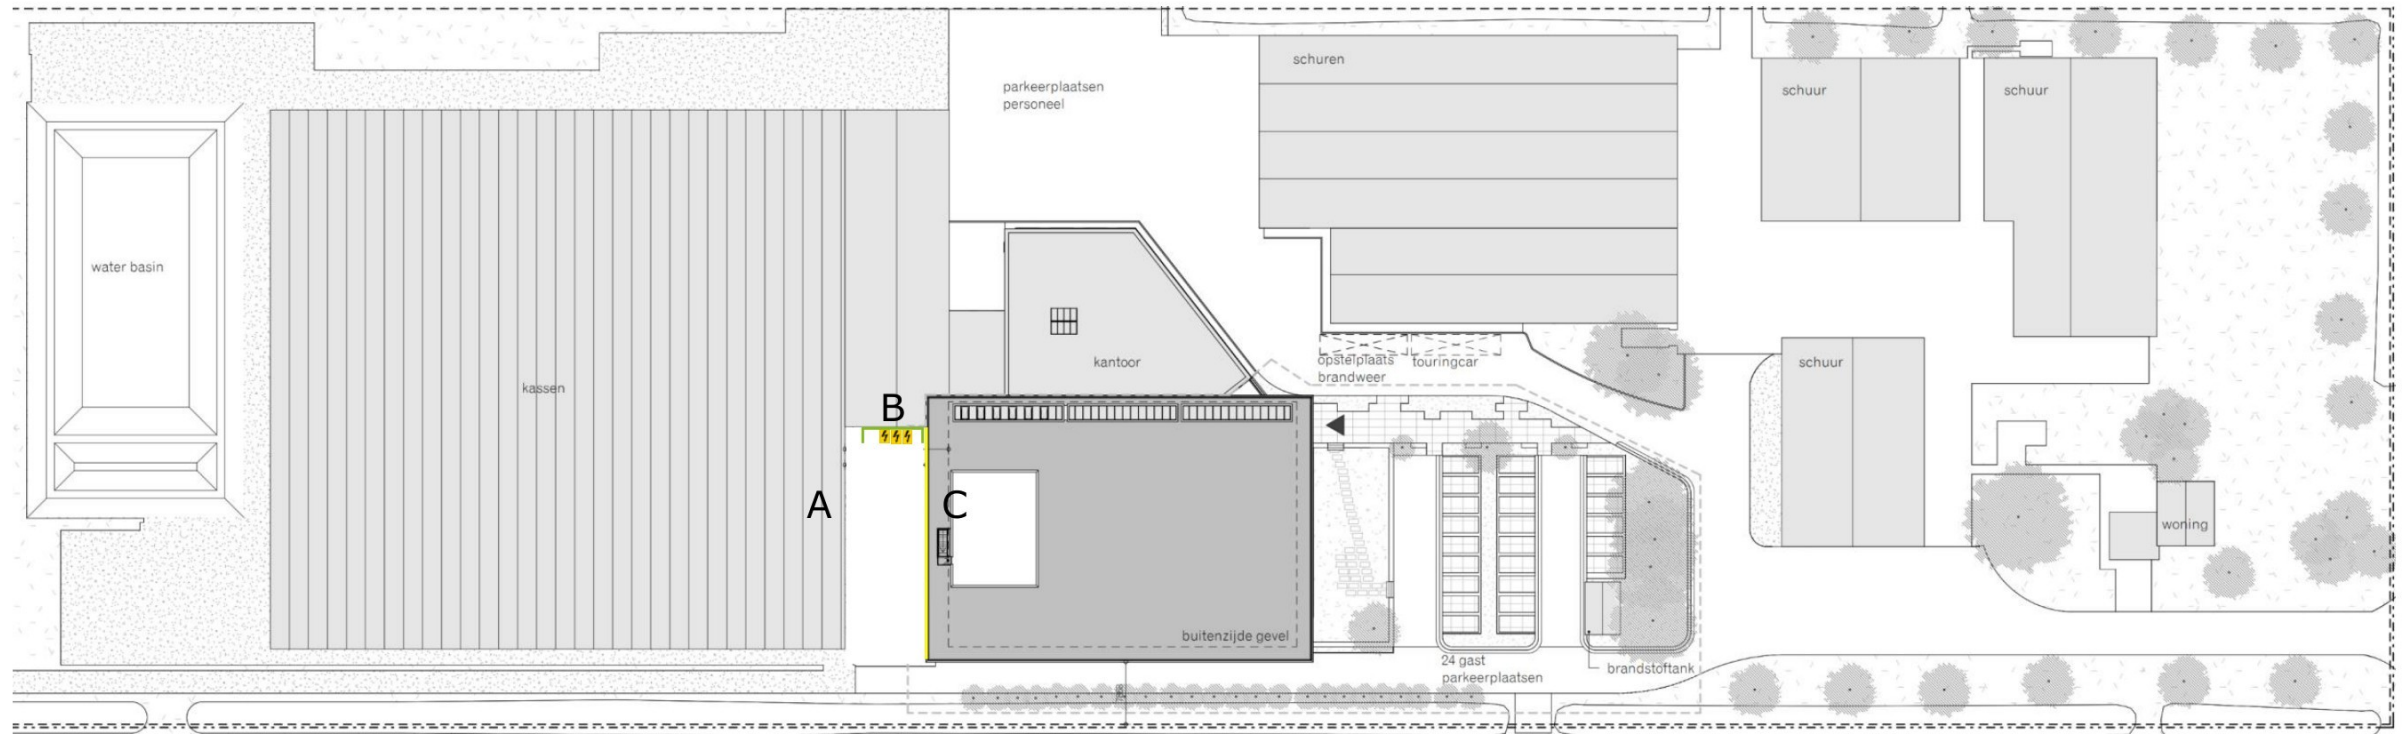 schuren
parkeerplaatsen
personeel
schuur
schuur
water basin
kantoor
opstelplaats
brandweer
touringcar
schuur
kassen
B
A
C
woning
buitenzijde gevel
24 gast
parkeerplaatsen
brandstoftank